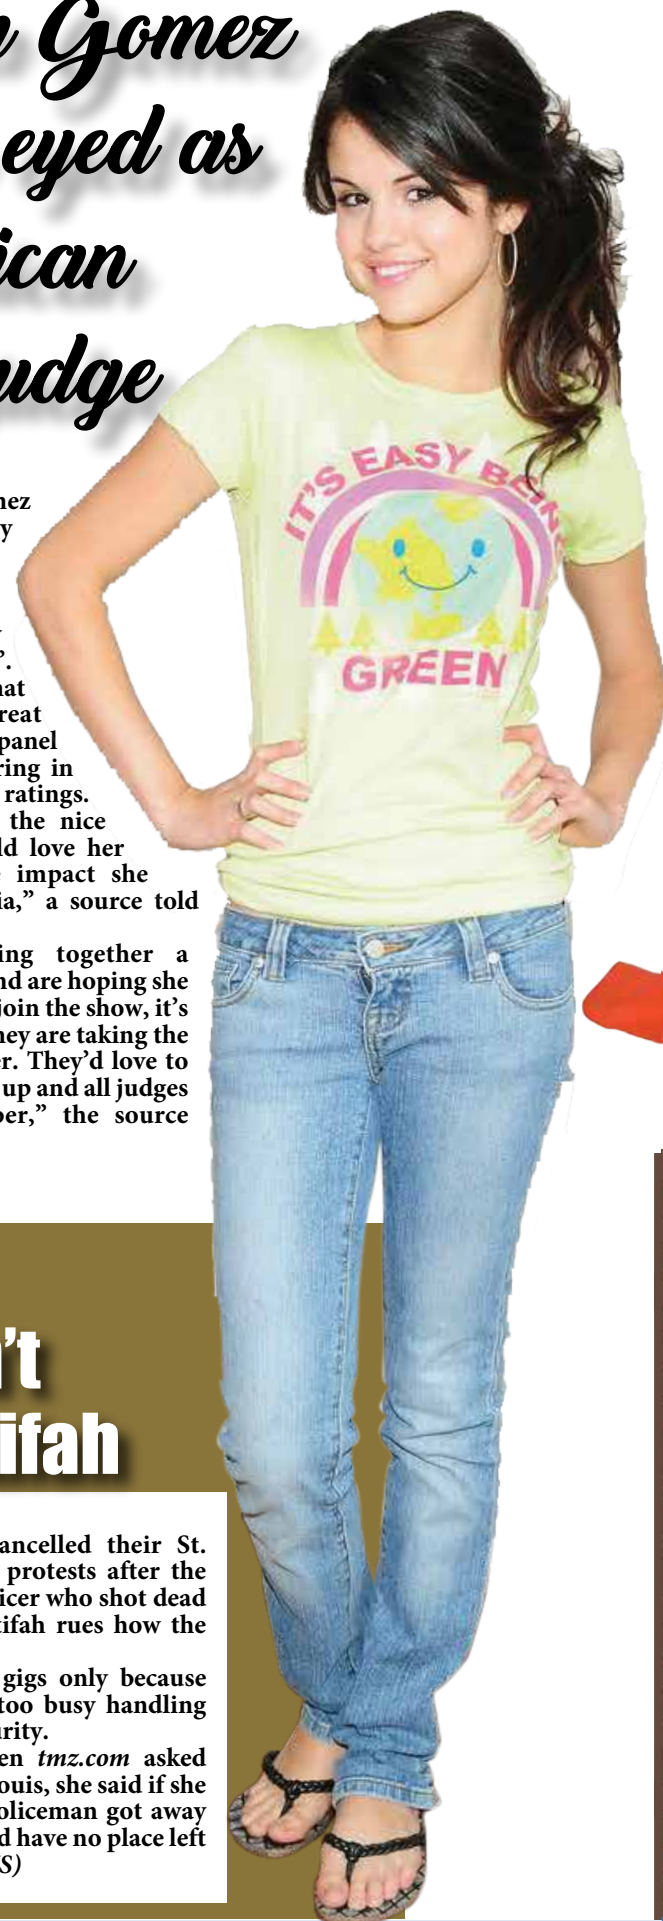 Gomez
eyed as
ican
udge
IT'S EASY BEING
GREEN
nez
y
’.
hat
reat
panel
ring in
ratings.
the nice
ld love her
impact she
ia,” a source told
ing together a
nd are hoping she
join the show, it’s
hey are taking the
er. They’d love to
up and all judges
ber,” the source
’t
ifah
ancelled their St.
protests after the
icer who shot dead
tifah rues how the
gigs only because
too busy handling
urity.
en tmz.com asked
ouis, she said if she
oliceman got away
d have no place left
S)